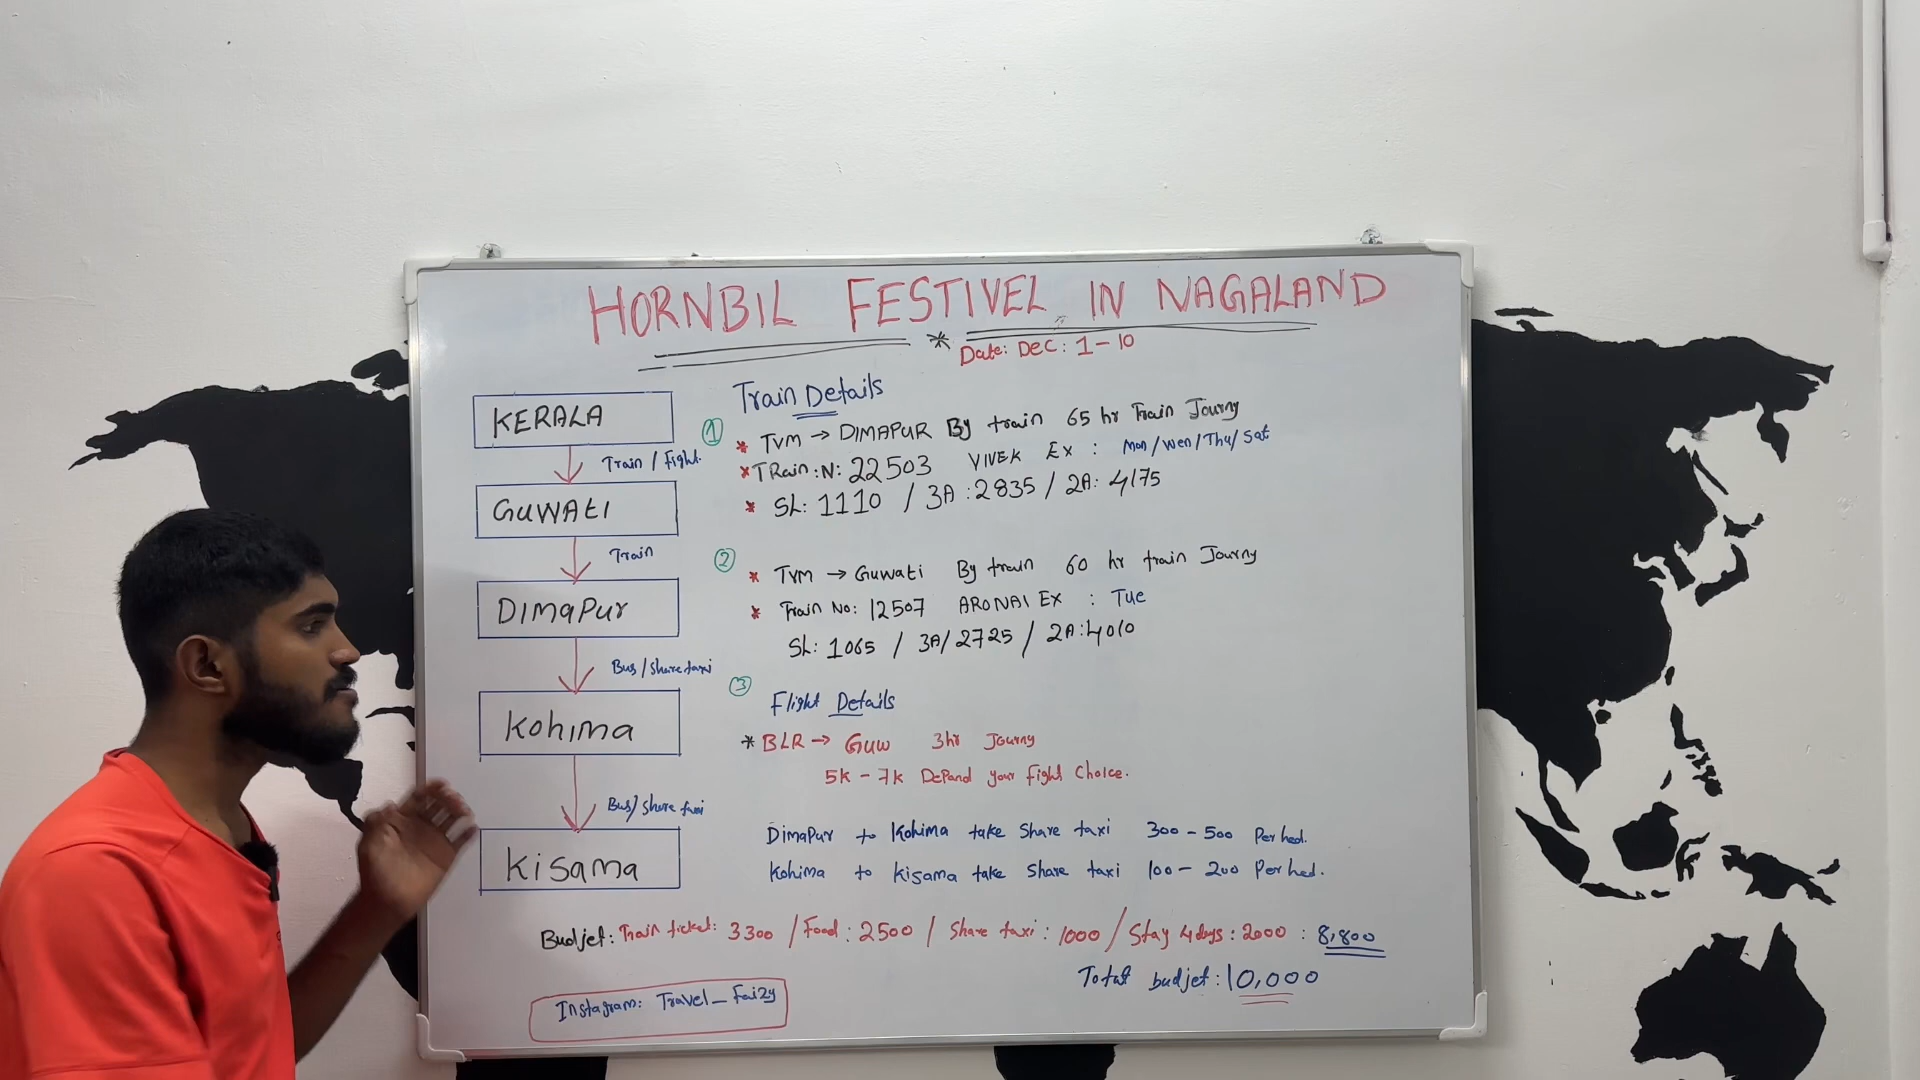 HORNBIL FESTIVEL IN NAGALAND
* Date: Dec: 1-10
KERALA
Train / Fight.
GUWAti
Train
DimaPur
Bus/share taxi
Kohima
Bus/share taxi
Kisama
Train Details
1 * Tvm → DIMAPUR By train 65 hr Train Journy
* TRain:N: 22503 VIVEK Ex : Mon/Wen/Thu/Sat
* SL: 1110 / 3A:2835 / 2A: 4175
2 * Tvm → Guwati By train 60 hr train Journy
* Train No: 12507 ARONAI EX : Tue
SL: 1065 / 3A/2725 / 2A:4010
3 Flight Details
* BLR → Guw 3hr Journy
5k - 7k DePand your fight choice.
DimaPur to Kohima take Share taxi 300-500 Per hed.
Kohima to Kisama take Share taxi 100-200 Per hed.
Budjet: Train ticket: 3300 / Food: 2500 / Share taxi: 1000 / Stay 4days: 2000 : 8,800
Total budjet: 10,000
Instagram: Travel_Faizy